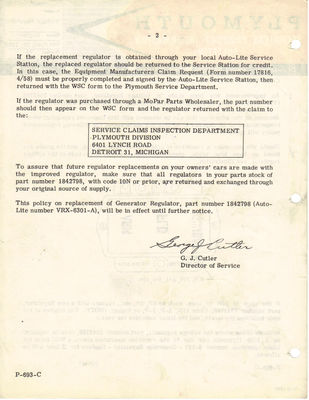 - 2 -
If the replacement regulator is obtained through your local Auto-Lite Service
Station, the replaced regulator should be returned to the Service Station for credit.
In this case, the Equipment Manufacturers Claim Request (Form number 17816,
4/58) must be properly completed and signed by the Auto-Lite Service Station, then
returned with the WSC form to the Plymouth Service Department.
If the regulator was purchased through a MoPar Parts Wholesaler, the part number
should then appear on the WSC form and the regulator returned with the claim to
the:
SERVICE CLAIMS INSPECTION DEPARTMENT
PLYMOUTH DIVISION
6401 LYNCH ROAD
DETROIT 31, MICHIGAN
To assure that future regulator replacements on your owners' cars are made with
the improved regulator, make sure that all regulators in your parts stock of
part number 1842798, with code 10N or prior, are returned and exchanged through
your original source of supply.
This policy on replacement of Generator Regulator, part number 1842798 (Auto-
Lite number VRX-6301-A), will be in effect until further notice.
George J Cutler
G. J. Cutler
Director of Service
P-693-C